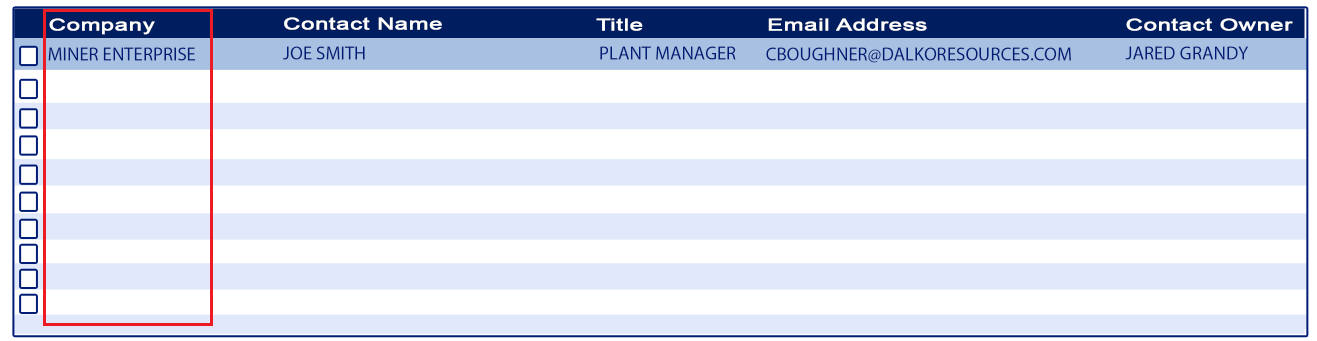 Company Contact Name Title Email Address Contact Owner
MINER ENTERPRISE JOE SMITH PLANT MANAGER CBOUGHNER@DALKORESOURCES.COM JARED GRANDY